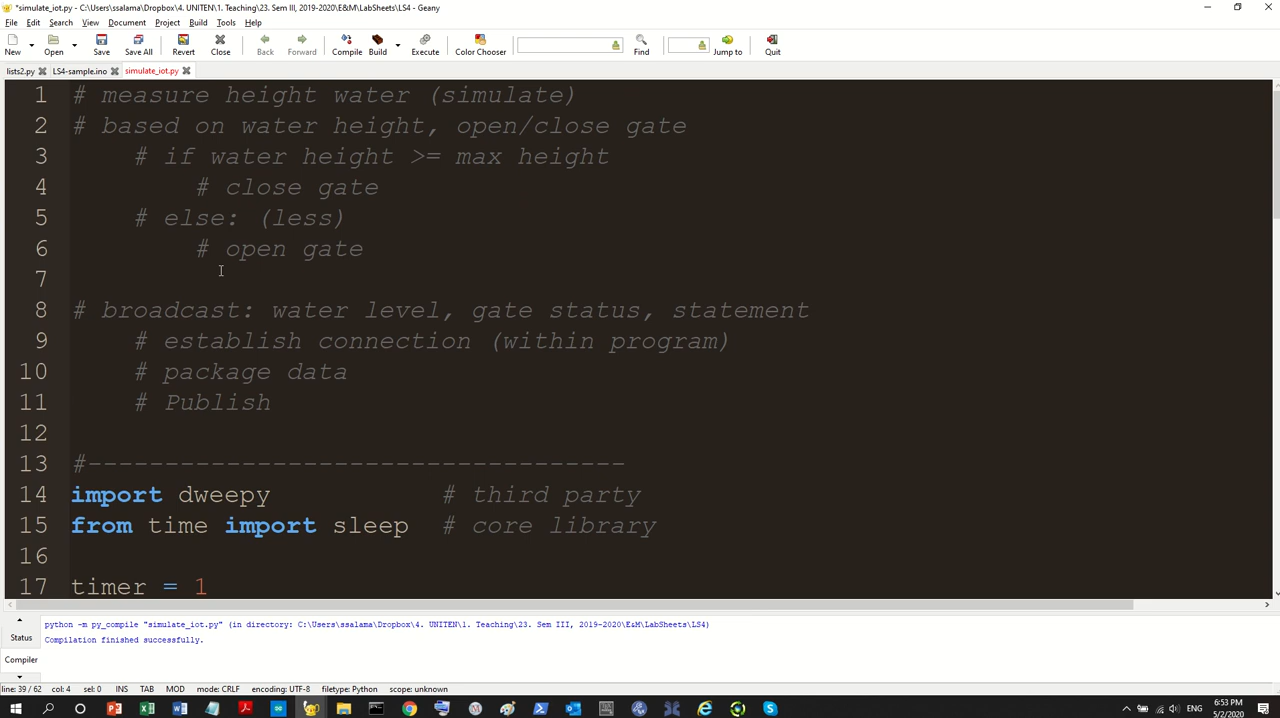 *simulate_iot.py - C:\Users\ssalama\Dropbox\4. UNITEN\1. Teaching\23. Sem III, 2019-2020\E&M\LabSheets\LS4 - Geany
File Edit Search View Document Project Build Tools Help
New Open Save Save All Revert Close Back Forward Compile Build Execute Color Chooser Find Jump to Quit
lists2.py LS4-sample.ino simulate_iot.py
1 # measure height water (simulate)
2 # based on water height, open/close gate
3 # if water height >= max height
4 # close gate
5 # else: (less)
6 # open gate
7
8 # broadcast: water level, gate status, statement
9 # establish connection (within program)
10 # package data
11 # Publish
12
13 #-----------------------------------
14 import dweepy # third party
15 from time import sleep # core library
16
17 timer = 1
Status
Compiler
python -m py_compile "simulate_iot.py" (in directory: C:\Users\ssalama\Dropbox\4. UNITEN\1. Teaching\23. Sem III, 2019-2020\E&M\LabSheets\LS4)
Compilation finished successfully.
line: 39 / 62 col: 4 sel: 0 INS TAB MOD mode: CRLF encoding: UTF-8 filetype: Python scope: unknown
ENG
6:53 PM
5/2/2020